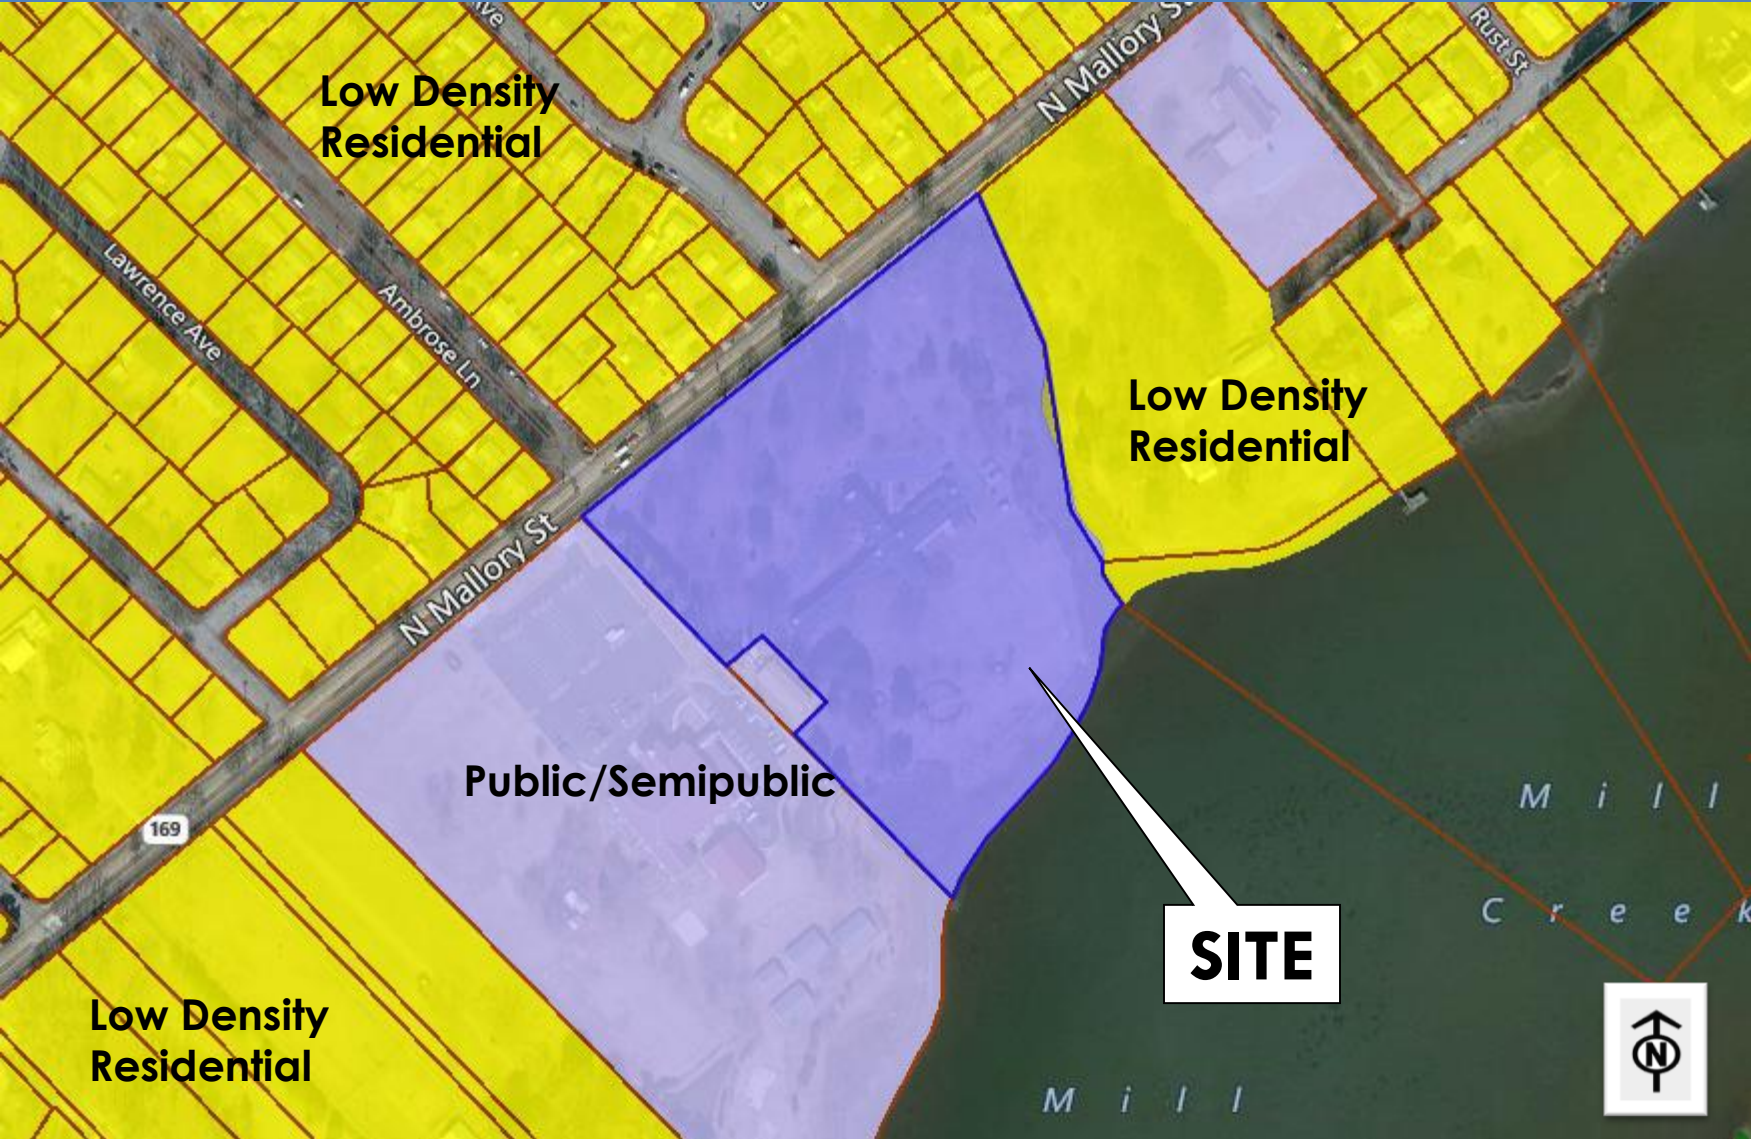 Ave
N Mallory St
Rust St
Low Density
Residential
Lawrence Ave
Ambrose Ln
Low Density
Residential
N Mallory St
Public/Semipublic
169
Mill
Creek
SITE
Low Density
Residential
N
Mill